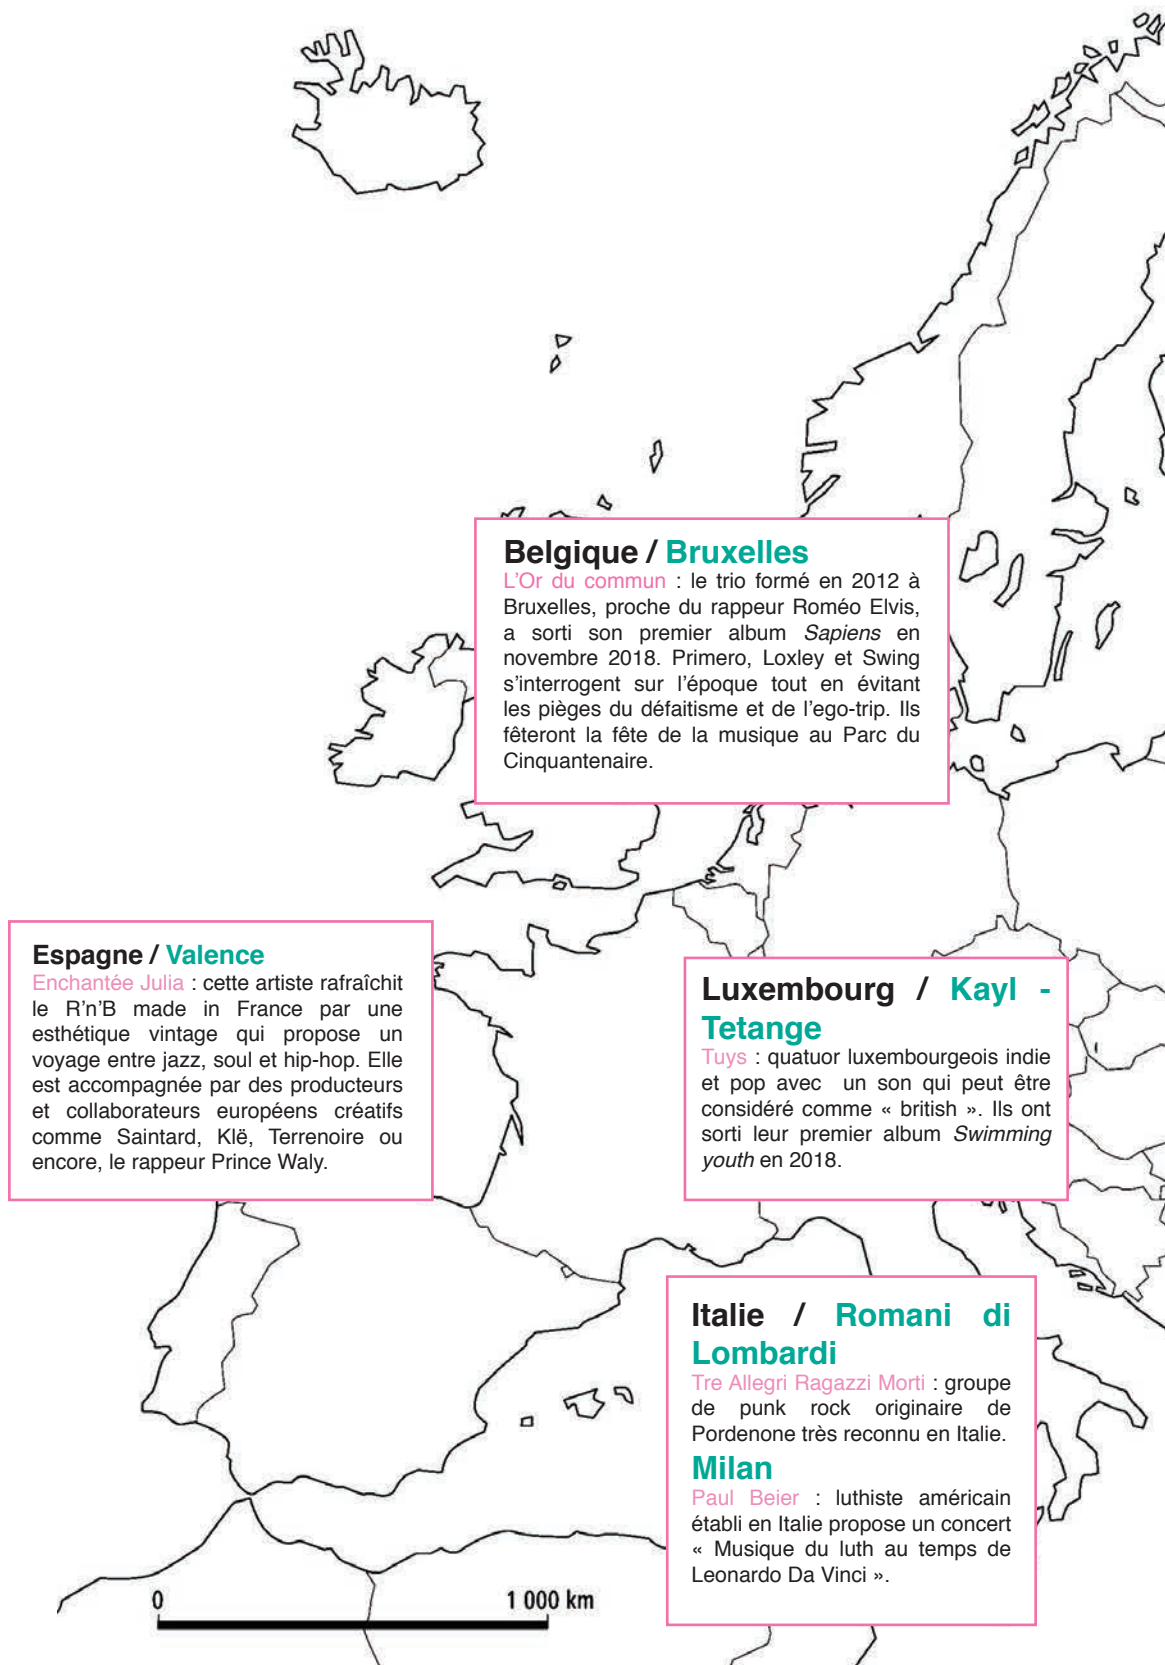 Belgique / Bruxelles
L'Or du commun : le trio formé en 2012 à
Bruxelles, proche du rappeur Roméo Elvis,
a sorti son premier album Sapiens en
novembre 2018. Primero, Loxley et Swing
s'interrogent sur l'époque tout en évitant
les pièges du défaitisme et de l'ego-trip. Ils
fêteront la fête de la musique au Parc du
Cinquantenaire.
Espagne / Valence
Enchantée Julia : cette artiste rafraîchit
le R'n'B made in France par une
esthétique vintage qui propose un
voyage entre jazz, soul et hip-hop. Elle
est accompagnée par des producteurs
et collaborateurs européens créatifs
comme Saintard, Klë, Terrenoire ou
encore, le rappeur Prince Waly.
Luxembourg / Kayl -
Tetange
Tuys : quatuor luxembourgeois indie
et pop avec un son qui peut être
considéré comme « british ». Ils ont
sorti leur premier album Swimming
youth en 2018.
Italie / Romani di
Lombardi
Tre Allegri Ragazzi Morti : groupe
de punk rock originaire de
Pordenone très reconnu en Italie.
Milan
Paul Beier : luthiste américain
établi en Italie propose un concert
« Musique du luth au temps de
Leonardo Da Vinci ».
0 1 000 km